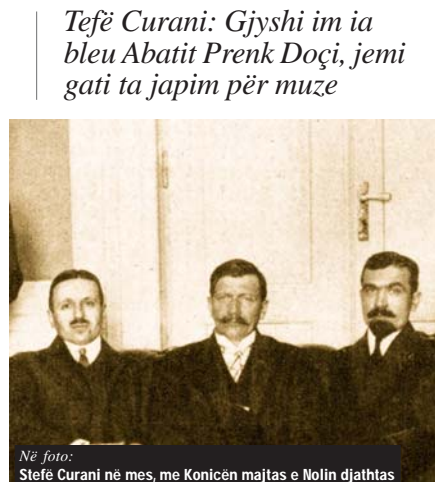 Tefë Curani: Gjyshi im ia
bleu Abatit Prenk Doçi, jemi
gati ta japim për muze
Në foto:
Stefë Curani në mes, me Konicën majtas e Nolin djathtas